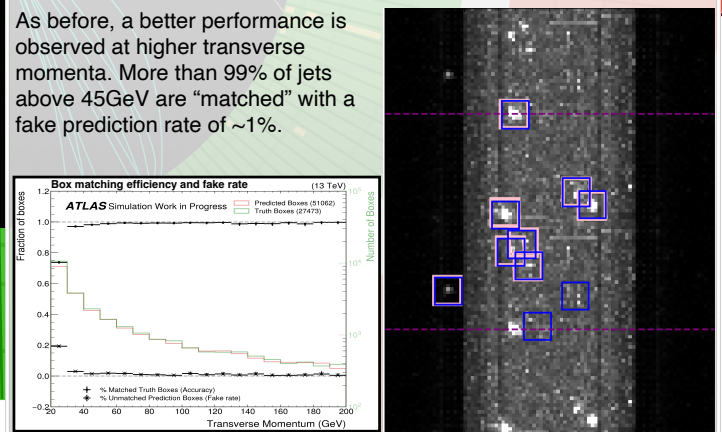 As before, a better performance is
observed at higher transverse
momenta. More than 99% of jets
above 45GeV are “matched” with a
fake prediction rate of ~1%.
Box matching efficiency and fake rate (13 TeV)
ATLAS Simulation Work in Progress
Predicted Boxes (51062)
Truth Boxes (27473)
Fraction of boxes
1.2
1.0
0.8
0.6
0.4
0.2
0.0
−0.2
Number of Boxes
10⁵
10⁴
10³
% Matched Truth Boxes (Accuracy)
% Unmatched Prediction Boxes (Fake rate)
20 40 60 80 100 120 140 160 180 200
Transverse Momentum (GeV)